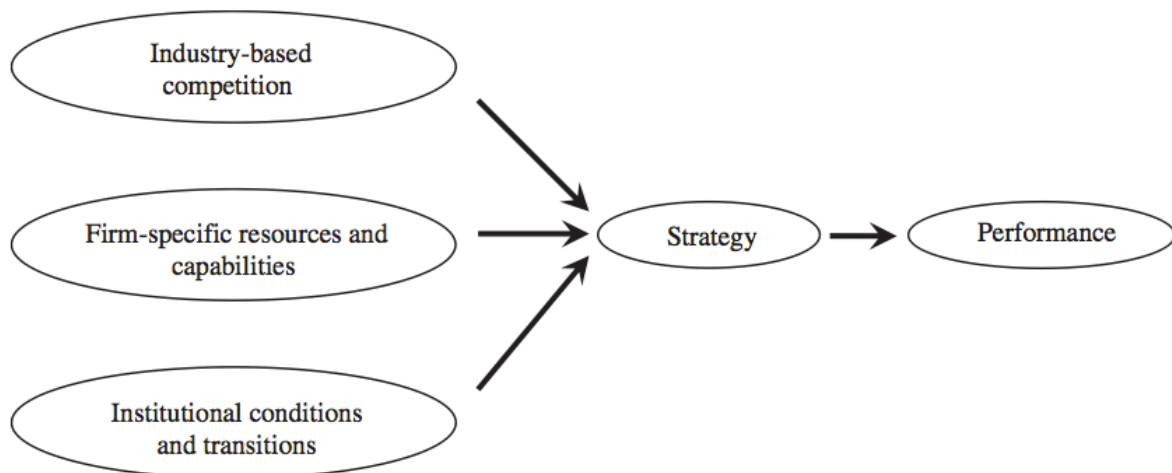 Industry-based
competition
Firm-specific resources and
capabilities
Strategy
Performance
Institutional conditions
and transitions